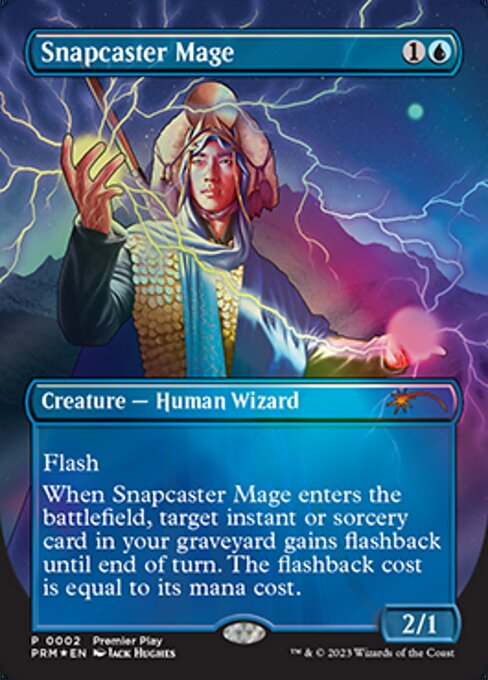 Snapcaster Mage 1
Creature — Human Wizard
Flash
When Snapcaster Mage enters the
battlefield, target instant or sorcery
card in your graveyard gains flashback
until end of turn. The flashback cost
is equal to its mana cost.
2/1
P 0002 Premier Play
PRM★EN Jack Hughes ™ & © 2023 Wizards of the Coast